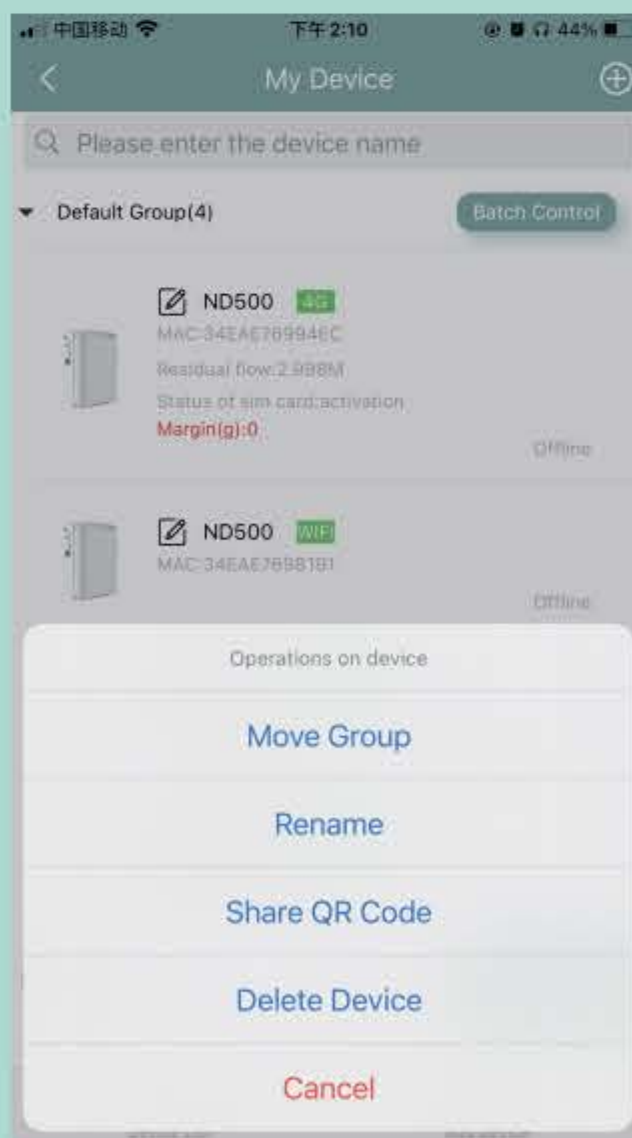 中国移动 下午2:10 44%
My Device
Please enter the device name
Default Group(4) Batch Control
ND500 4G
MAC:34EAE769946C
Residual flow:2.998M
Status of sim card:activation
Margin(g):0
Offline
ND500 WIFI
MAC:34EAE7698191
Offline
Operations on device
Move Group
Rename
Share QR Code
Delete Device
Cancel